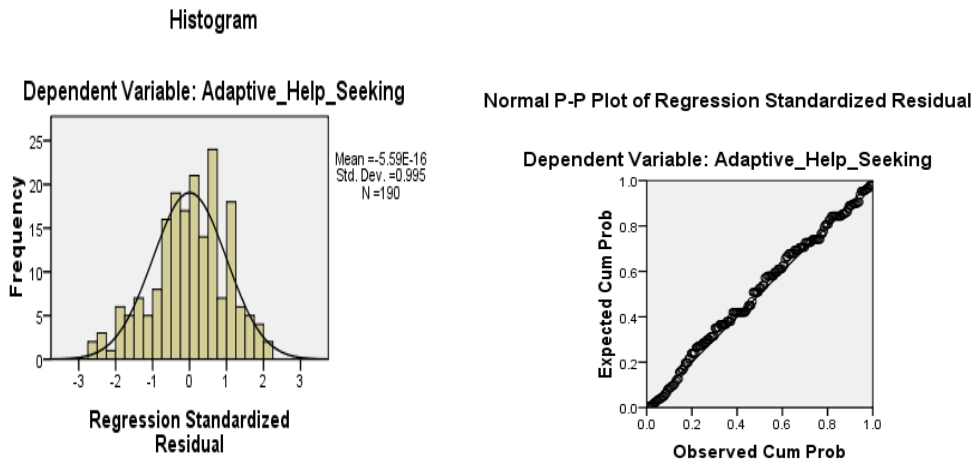 Histogram
Dependent Variable: Adaptive_Help_Seeking
Mean =-5.59E-16
Std. Dev. =0.995
N =190
Frequency
25
20
15
10
5
0
-3 -2 -1 0 1 2 3
Regression Standardized
Residual
Normal P-P Plot of Regression Standardized Residual
Dependent Variable: Adaptive_Help_Seeking
Expected Cum Prob
1.0
0.8
0.6
0.4
0.2
0.0
0.0 0.2 0.4 0.6 0.8 1.0
Observed Cum Prob